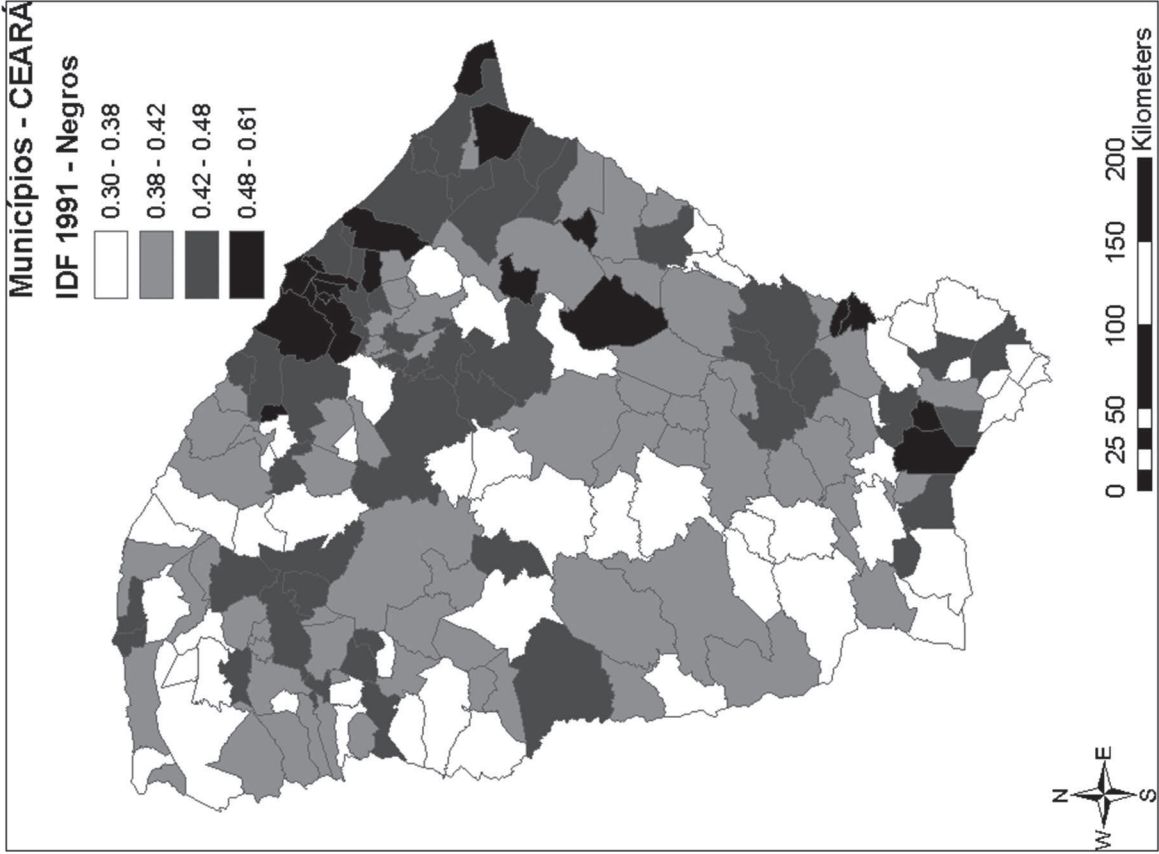 Municípios - CEARÁ
IDF 1991 - Negros
0.30 - 0.38
0.38 - 0.42
0.42 - 0.48
0.48 - 0.61
N
W E
S
0 25 50 100 150 200
Kilometers